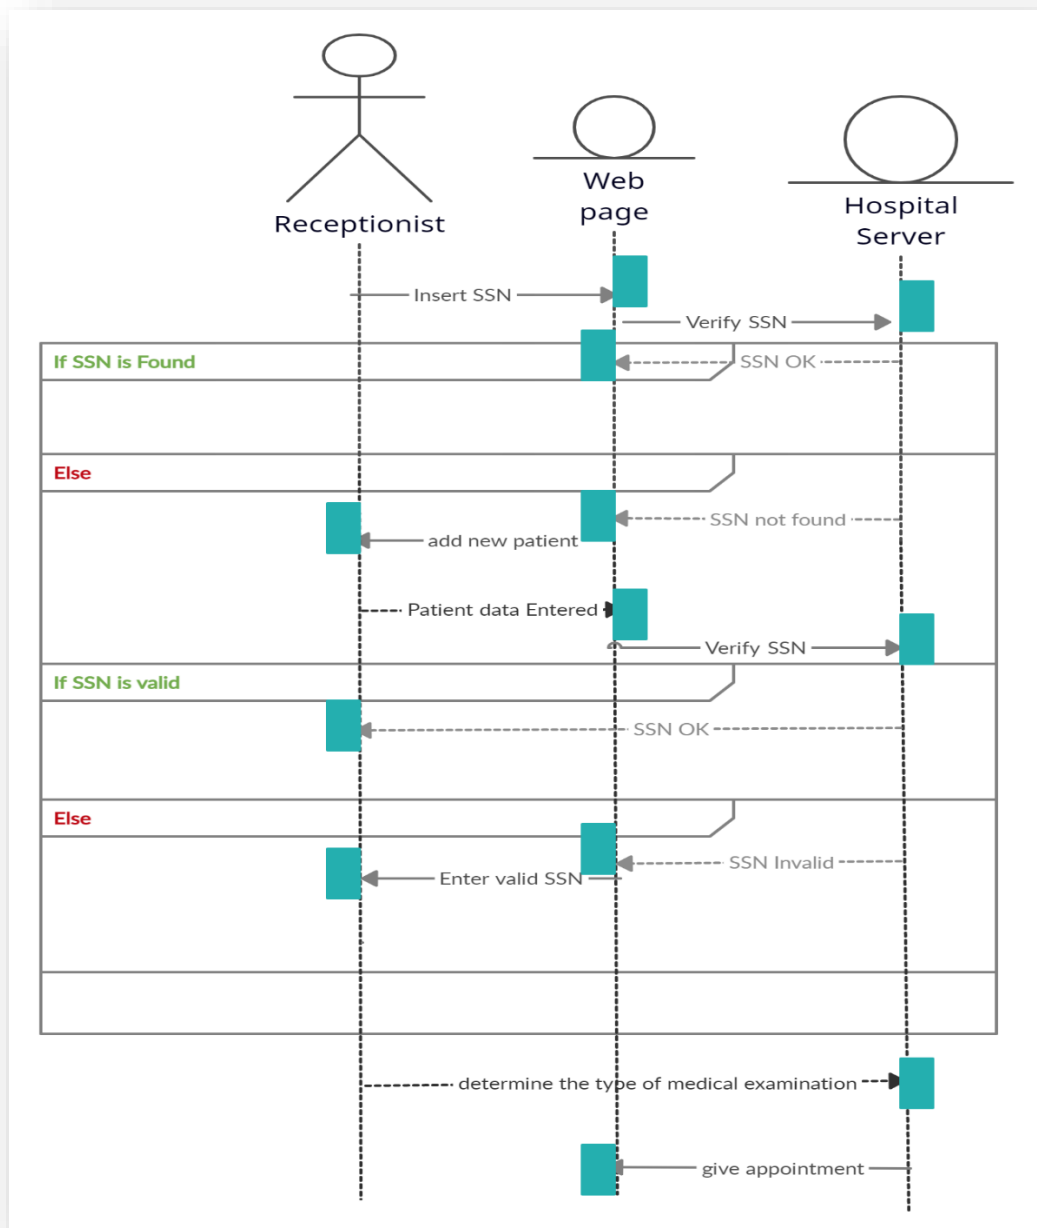 Receptionist
Web
page
Hospital
Server
Insert SSN
Verify SSN
If SSN is Found
SSN OK
Else
SSN not found
add new patient
Patient data Entered
Verify SSN
If SSN is valid
SSN OK
Else
SSN Invalid
Enter valid SSN
determine the type of medical examination
give appointment